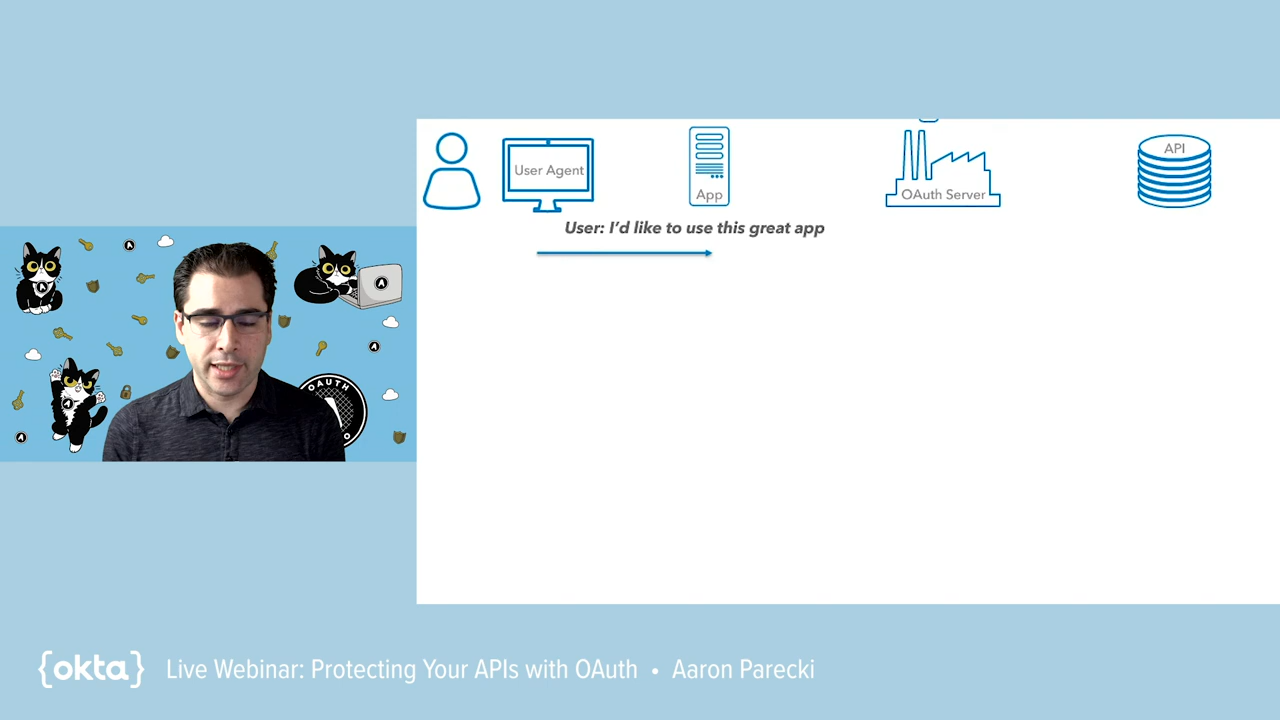 User Agent
App
OAuth Server
API
User: I'd like to use this great app
OAUTH
O
{okta} Live Webinar: Protecting Your APIs with OAuth • Aaron Parecki